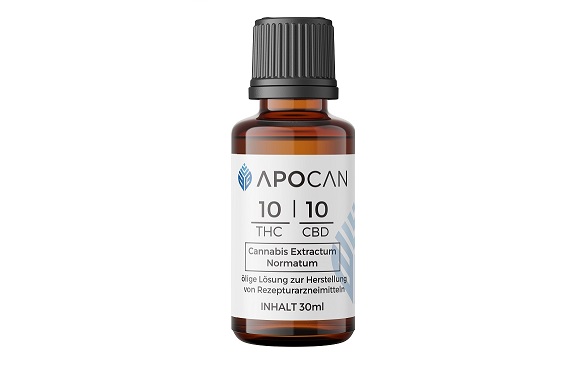 APOCAN
10 | 10
THC CBD
Cannabis Extractum
Normatum
ölige Lösung zur Herstellung
von Rezepturarzneimitteln
INHALT 30ml